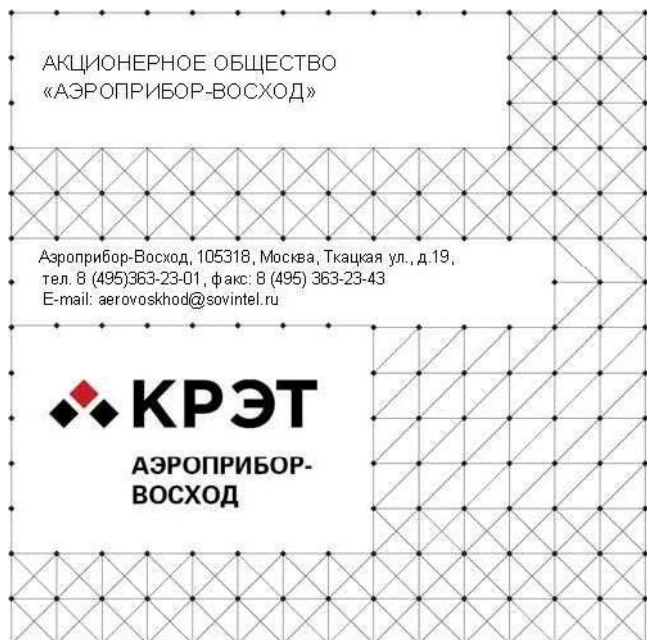 АКЦИОНЕРНОЕ ОБЩЕСТВО
«АЭРОПРИБОР-ВОСХОД»
Аэроприбор-Восход, 105318, Москва, Ткацкая ул., д.19,
тел. 8 (495)363-23-01, факс: 8 (495) 363-23-43
E-mail: aerovoskhod@sovintel.ru
КРЭТ
АЭРОПРИБОР-
ВОСХОД